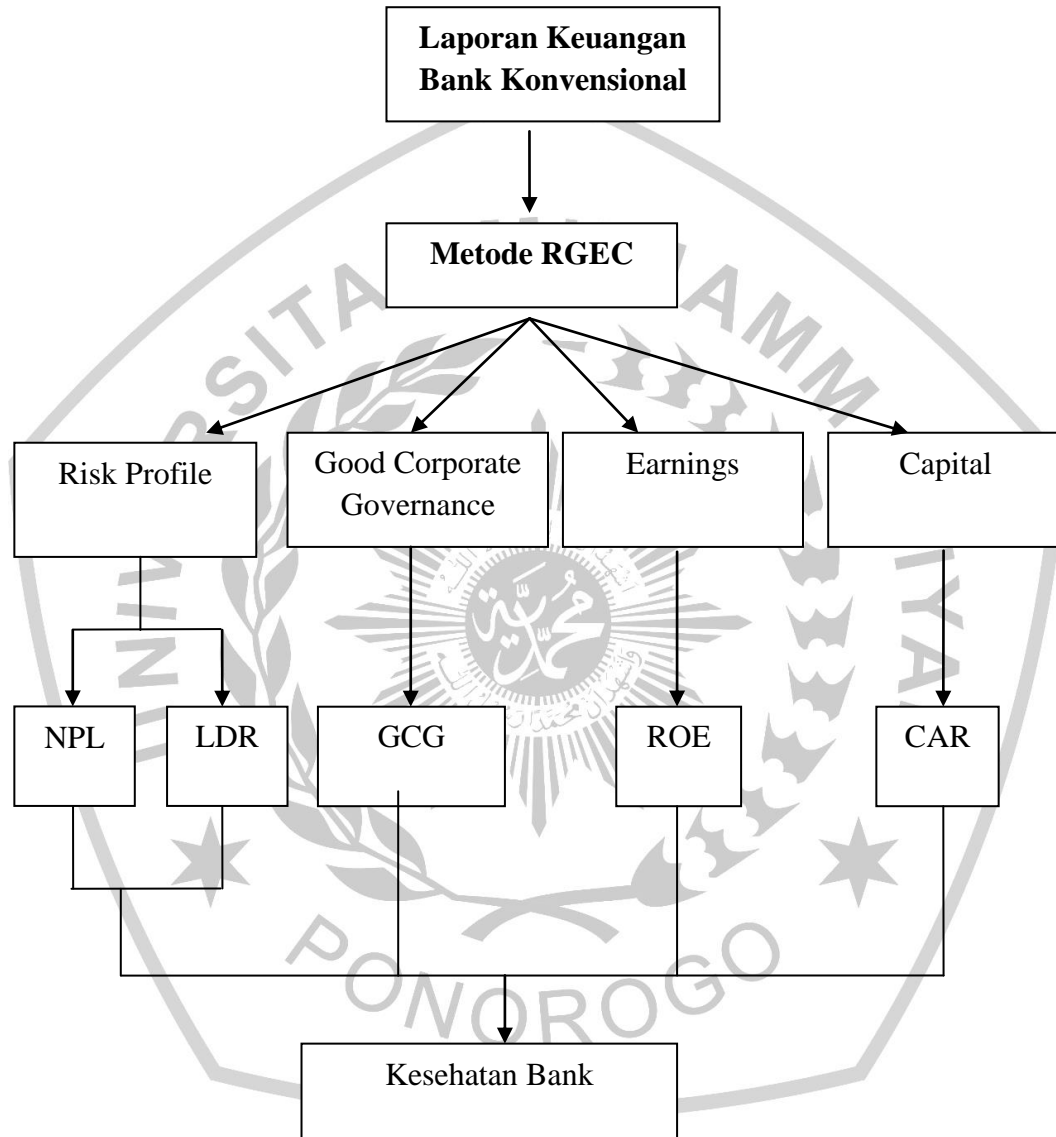 Laporan Keuangan
Bank Konvensional
Metode RGEC
Risk Profile
Good Corporate
Governance
Earnings
Capital
NPL
LDR
GCG
ROE
CAR
Kesehatan Bank
PONOROGO